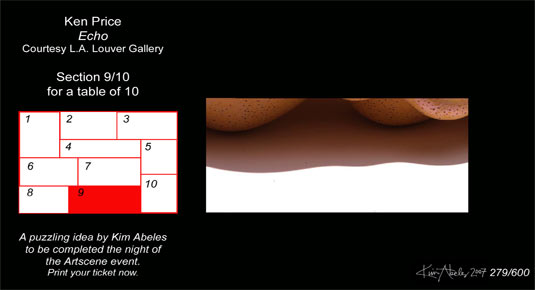 Ken Price
Echo
Courtesy L.A. Louver Gallery
Section 9/10
for a table of 10
1 2 3
4 5
6 7
8 9 10
A puzzling idea by Kim Abeles
to be completed the night of
the Artscene event.
Print your ticket now.
Kim Abeles 2007 279/600